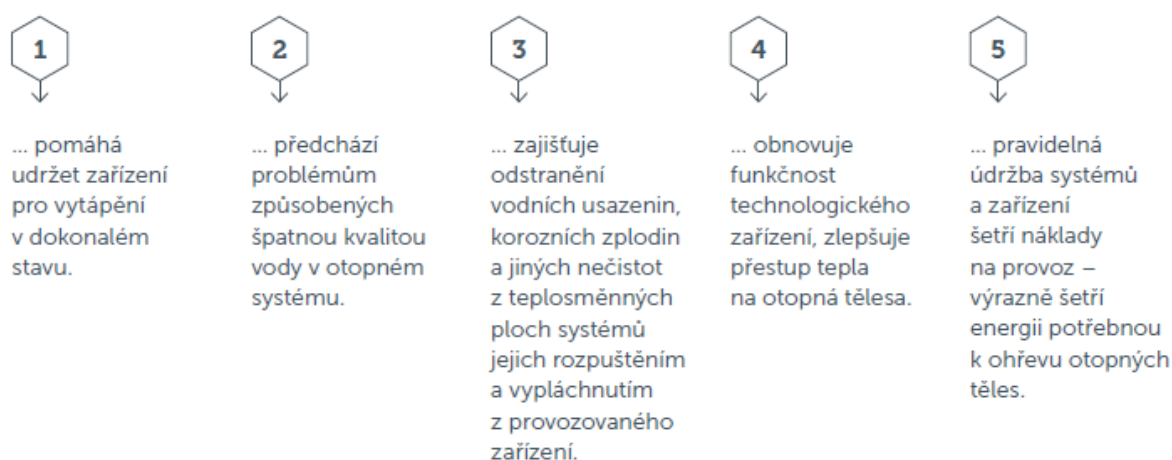 1
... pomáhá
udržet zařízení
pro vytápění
v dokonalém
stavu.
2
... předchází
problémům
způsobených
špatnou kvalitou
vody v otopném
systému.
3
... zajišťuje
odstranění
vodních usazenin,
korozních zplodin
a jiných nečistot
z teplosměnných
ploch systémů
jejich rozpuštěním
a vypláchnutím
z provozovaného
zařízení.
4
... obnovuje
funkčnost
technologického
zařízení, zlepšuje
přestup tepla
na otopná tělesa.
5
... pravidelná
údržba systémů
a zařízení
šetří náklady
na provoz –
výrazně šetří
energii potřebnou
k ohřevu otopných
těles.